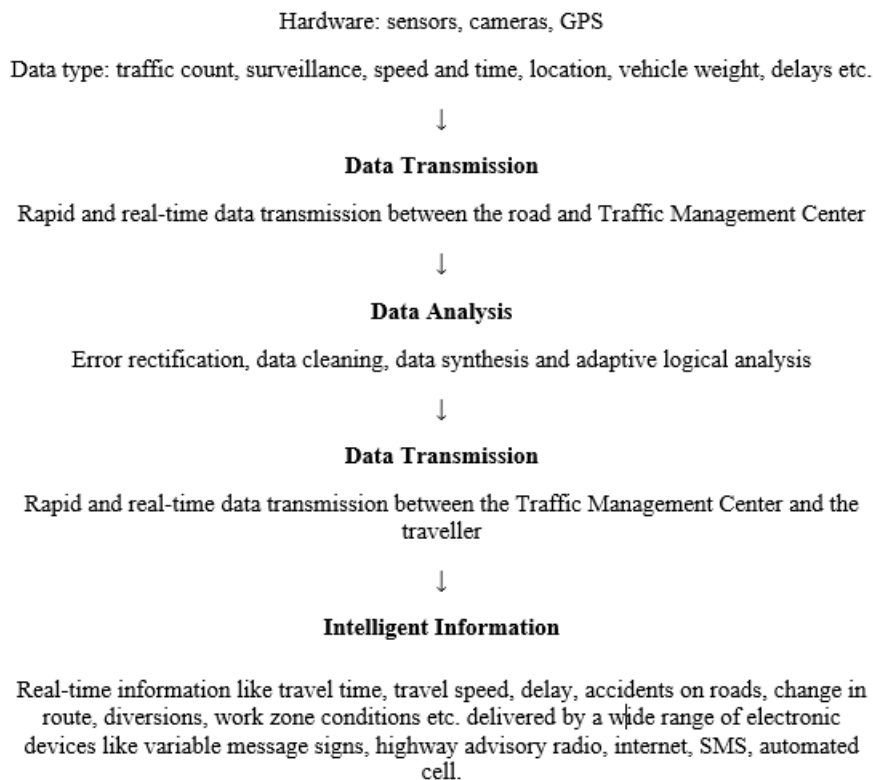 Hardware: sensors, cameras, GPS
Data type: traffic count, surveillance, speed and time, location, vehicle weight, delays etc.
↓
Data Transmission
Rapid and real-time data transmission between the road and Traffic Management Center
↓
Data Analysis
Error rectification, data cleaning, data synthesis and adaptive logical analysis
↓
Data Transmission
Rapid and real-time data transmission between the Traffic Management Center and the
traveller
↓
Intelligent Information
Real-time information like travel time, travel speed, delay, accidents on roads, change in
route, diversions, work zone conditions etc. delivered by a wide range of electronic
devices like variable message signs, highway advisory radio, internet, SMS, automated
cell.